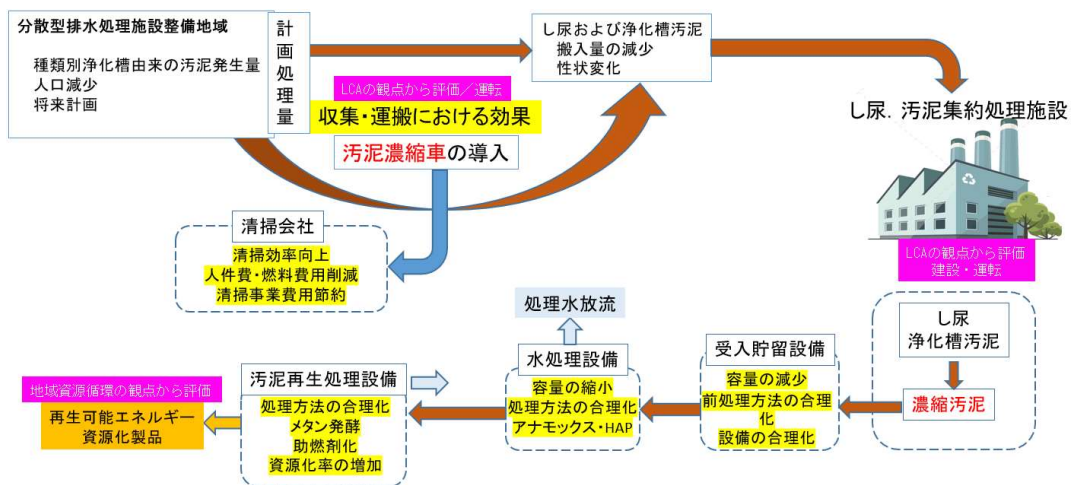 分散型排水処理施設整備地域
種類別浄化槽由来の汚泥発生量
人口減少
将来計画
計画処理量
LCAの観点から評価／運転
収集・運搬における効果
汚泥濃縮車の導入
し尿および浄化槽汚泥
搬入量の減少
性状変化
し尿．汚泥集約処理施設
LCAの観点から評価
建設・運転
清掃会社
清掃効率向上
人件費・燃料費用削減
清掃事業費用節約
し尿
浄化槽汚泥
濃縮汚泥
受入貯留設備
容量の減少
前処理方法の合理
化
設備の合理化
処理水放流
水処理設備
容量の縮小
処理方法の合理化
アナモックス・HAP
汚泥再生処理設備
処理方法の合理化
メタン発酵
助燃剤化
資源化率の増加
地域資源循環の観点から評価
再生可能エネルギー
資源化製品